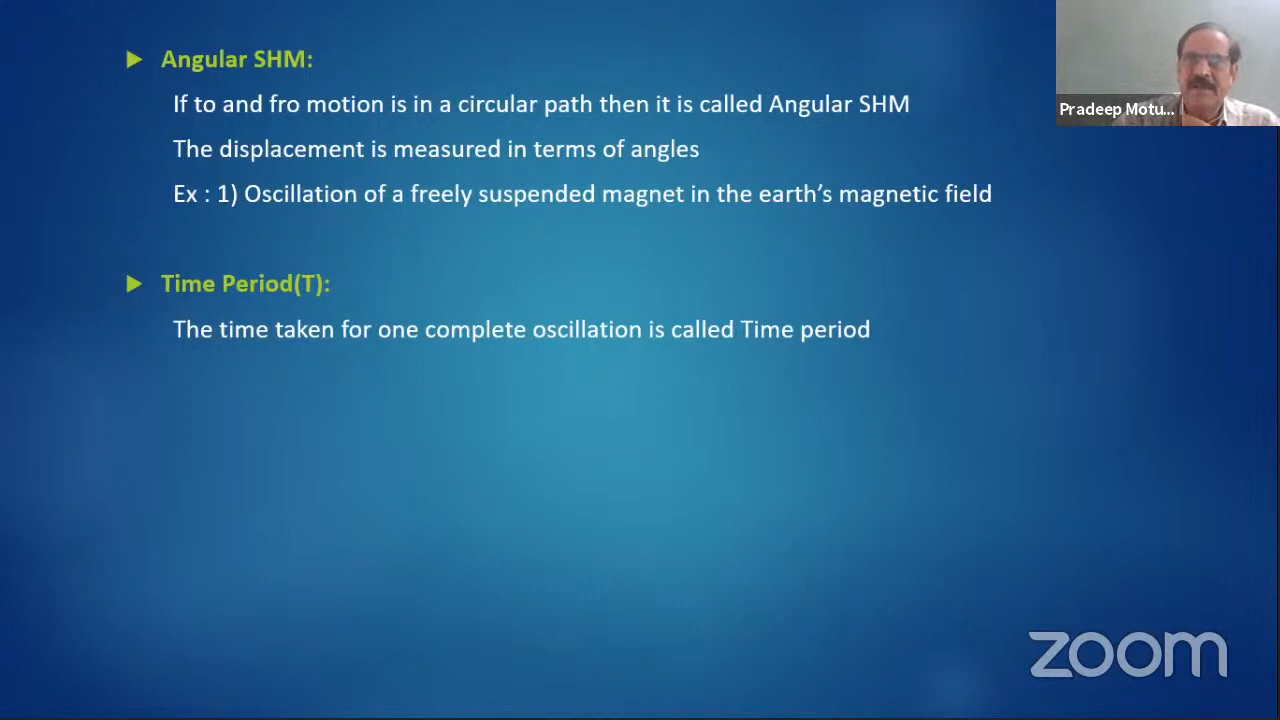 Angular SHM:
If to and fro motion is in a circular path then it is called Angular SHM
The displacement is measured in terms of angles
Ex : 1) Oscillation of a freely suspended magnet in the earth’s magnetic field
Time Period(T):
The time taken for one complete oscillation is called Time period
Pradeep Motu...
zoom